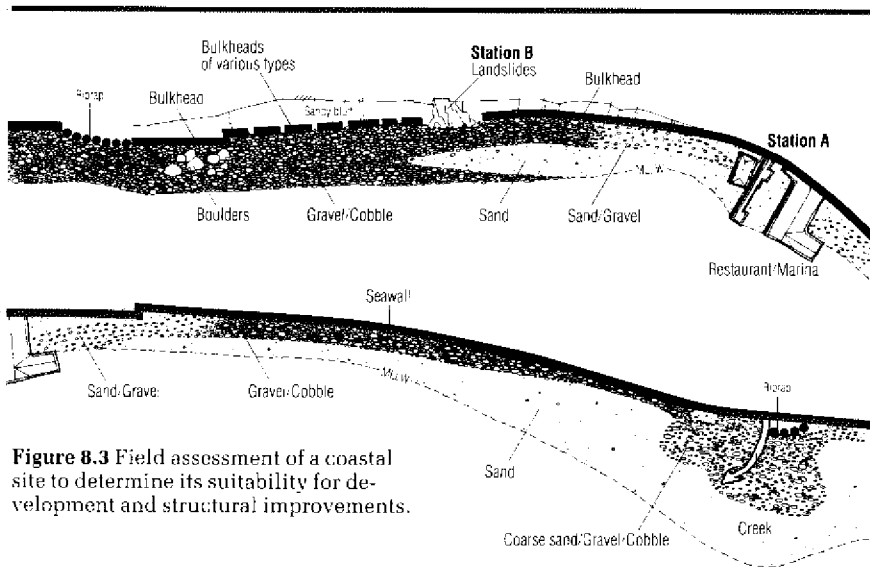 Bulkheads
of various types
Station B
Landslides
Bulkhead
Riprap
Bulkhead
Sandy bluff
Station A
M.L.L.W.
Boulders
Gravel/Cobble
Sand
Sand/Gravel
Restaurant/Marina
Seawall
M.L.L.W.
Riprap
Sand/Gravel
Gravel/Cobble
Sand
Figure 8.3 Field assessment of a coastal
site to determine its suitability for de-
velopment and structural improvements.
Creek
Coarse sand/Gravel/Cobble